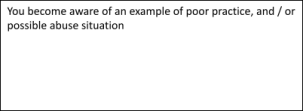 You become aware of an example of poor practice, and / or
possible abuse situation